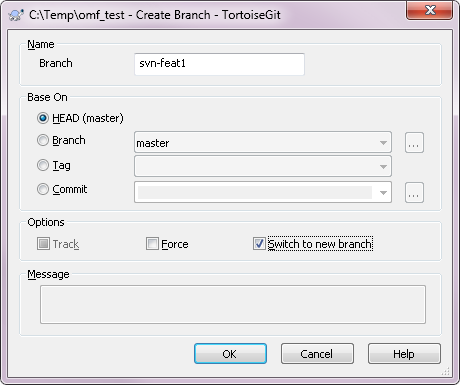 C:\Temp\omf_test - Create Branch - TortoiseGit
Name
Branch svn-feat1
Base On
HEAD (master)
Branch master ...
Tag
Commit ...
Options
Track Force Switch to new branch
Message
OK Cancel Help